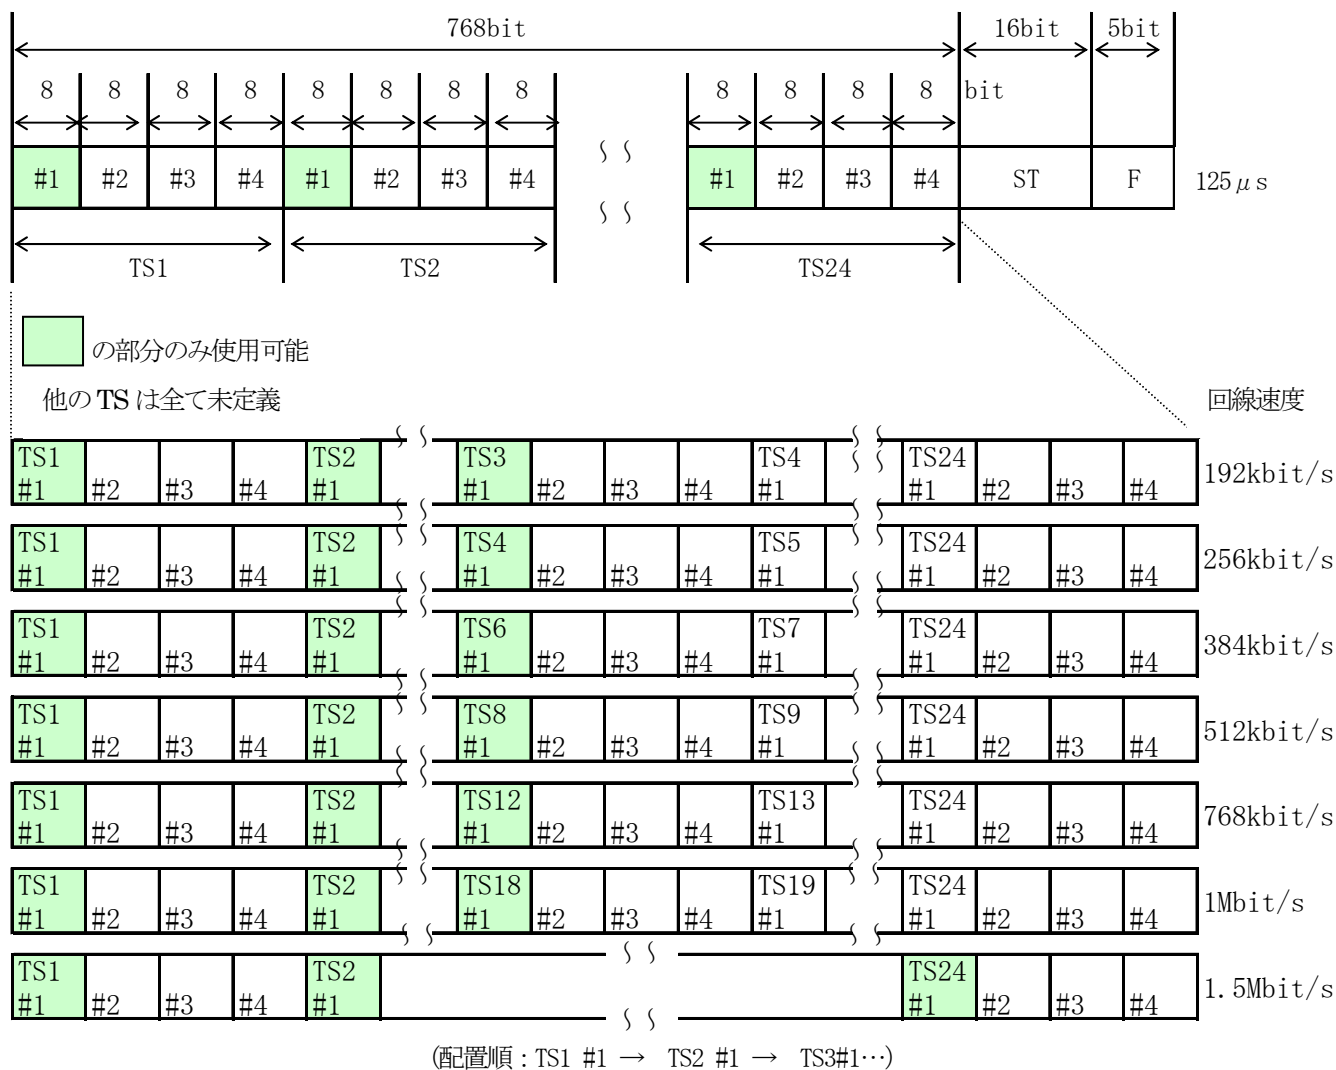 768bit 16bit 5bit
8 8 8 8 8 8 8 8 8 8 8 8 bit
#1 #2 #3 #4 #1 #2 #3 #4 #1 #2 #3 #4 ST F 125μs
TS1 TS2 TS24
の部分のみ使用可能
他のTSは全て未定義
回線速度
TS1 TS2 TS3 TS4 TS24
#1 #2 #3 #4 #1 #1 #2 #3 #4 #1 #1 #2 #3 #4 192kbit/s
TS1 TS2 TS4 TS5 TS24
#1 #2 #3 #4 #1 #1 #2 #3 #4 #1 #1 #2 #3 #4 256kbit/s
TS1 TS2 TS6 TS7 TS24
#1 #2 #3 #4 #1 #1 #2 #3 #4 #1 #1 #2 #3 #4 384kbit/s
TS1 TS2 TS8 TS9 TS24
#1 #2 #3 #4 #1 #1 #2 #3 #4 #1 #1 #2 #3 #4 512kbit/s
TS1 TS2 TS12 TS13 TS24
#1 #2 #3 #4 #1 #1 #2 #3 #4 #1 #1 #2 #3 #4 768kbit/s
TS1 TS2 TS18 TS19 TS24
#1 #2 #3 #4 #1 #1 #2 #3 #4 #1 #1 #2 #3 #4 1Mbit/s
TS1 TS2 TS24
#1 #2 #3 #4 #1 #1 #2 #3 #4 1.5Mbit/s
(配置順：TS1 #1 → TS2 #1 → TS3#1…)